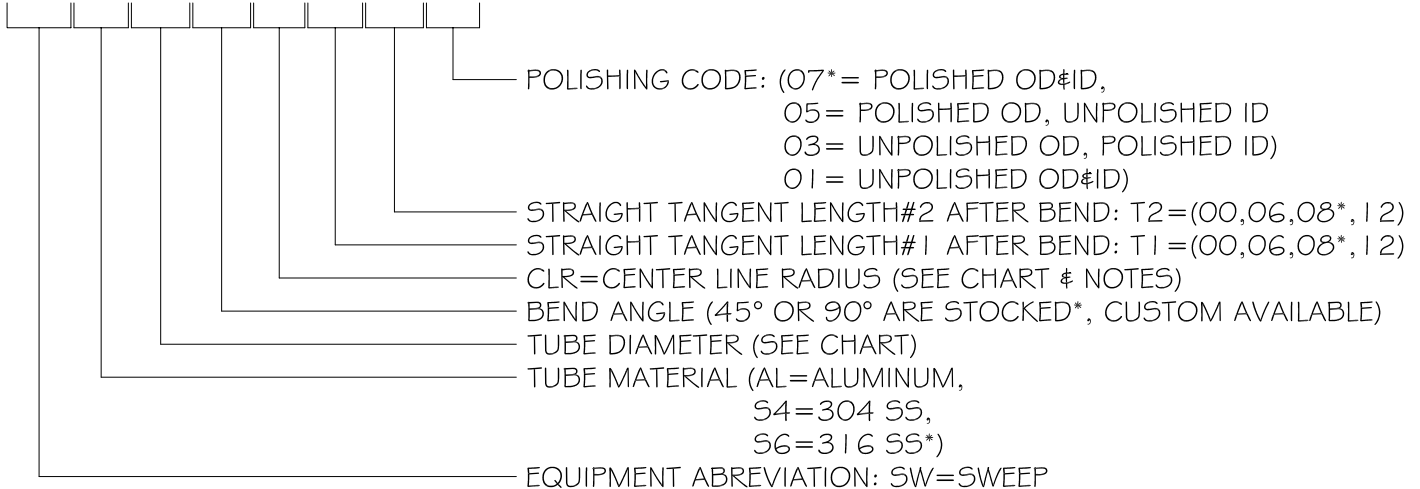 POLISHING CODE: (07*= POLISHED OD&ID,
05= POLISHED OD, UNPOLISHED ID
03= UNPOLISHED OD, POLISHED ID)
01= UNPOLISHED OD&ID)
STRAIGHT TANGENT LENGTH#2 AFTER BEND: T2=(00,06,08*,12)
STRAIGHT TANGENT LENGTH#1 AFTER BEND: T1=(00,06,08*,12)
CLR=CENTER LINE RADIUS (SEE CHART & NOTES)
BEND ANGLE (45° OR 90° ARE STOCKED*, CUSTOM AVAILABLE)
TUBE DIAMETER (SEE CHART)
TUBE MATERIAL (AL=ALUMINUM,
S4=304 SS,
S6=316 SS*)
EQUIPMENT ABREVIATION: SW=SWEEP